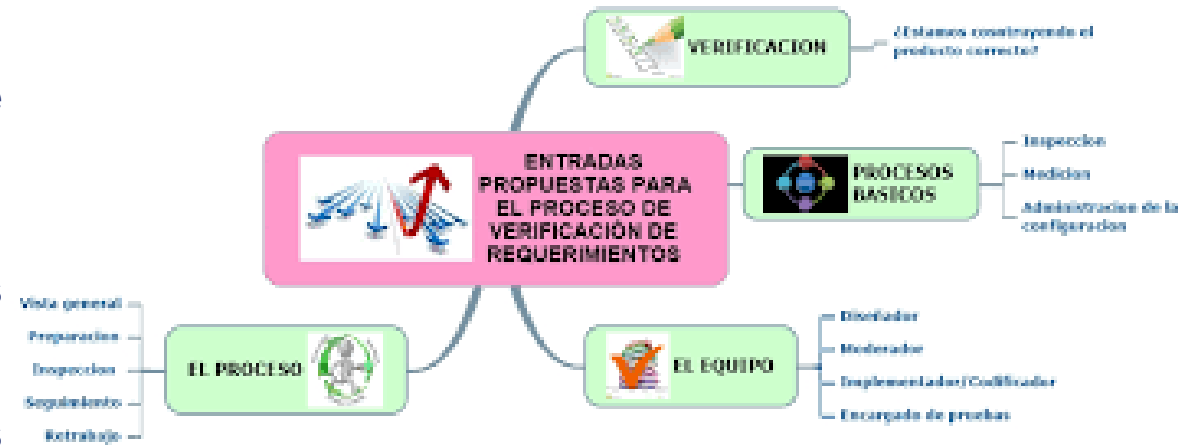 VERIFICACION
¿Estamos construyendo el
producto correcto?
ENTRADAS
PROPUESTAS PARA
EL PROCESO DE
VERIFICACIÓN DE
REQUERIMIENTOS
PROCESOS
BASICOS
Inspeccion
Medicion
Administracion de la
configuracion
EL EQUIPO
Diseñador
Moderador
Implementador/Codificador
Encargado de pruebas
EL PROCESO
Vista general
Preparacion
Inspeccion
Seguimiento
Retrabajo